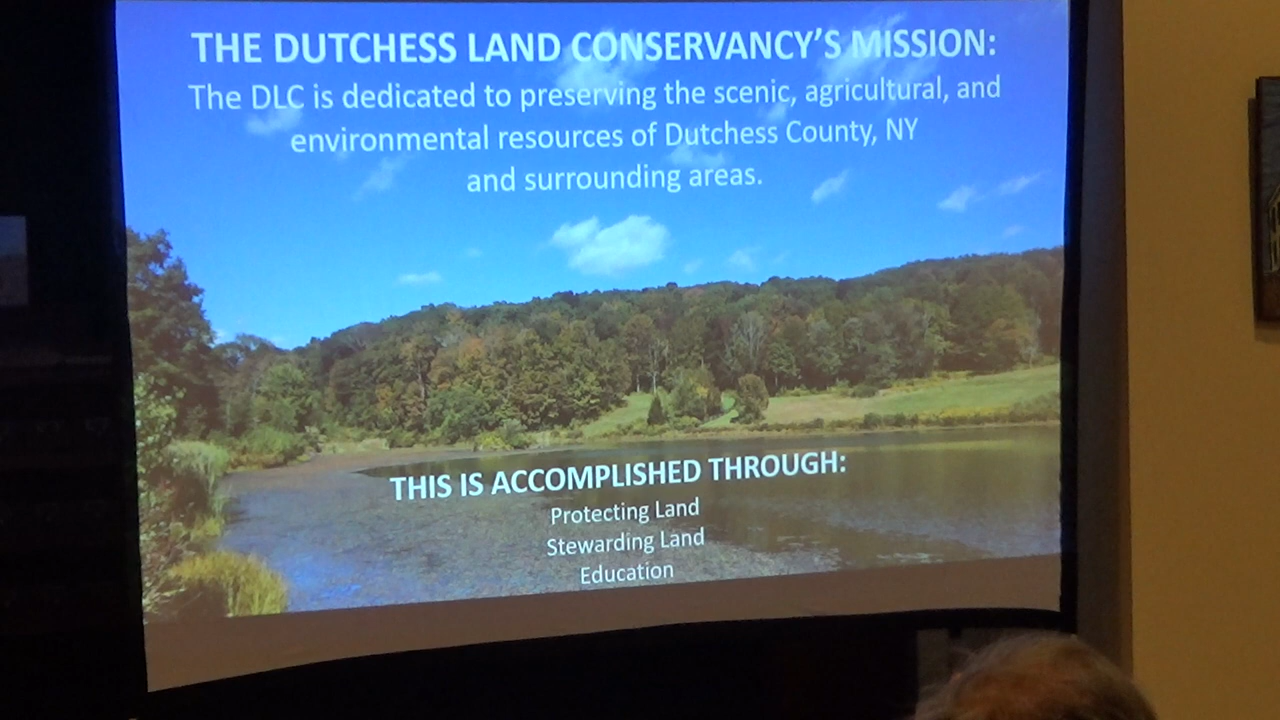 THE DUTCHESS LAND CONSERVANCY'S MISSION:
The DLC is dedicated to preserving the scenic, agricultural, and
environmental resources of Dutchess County, NY
and surrounding areas.
THIS IS ACCOMPLISHED THROUGH:
Protecting Land
Stewarding Land
Education